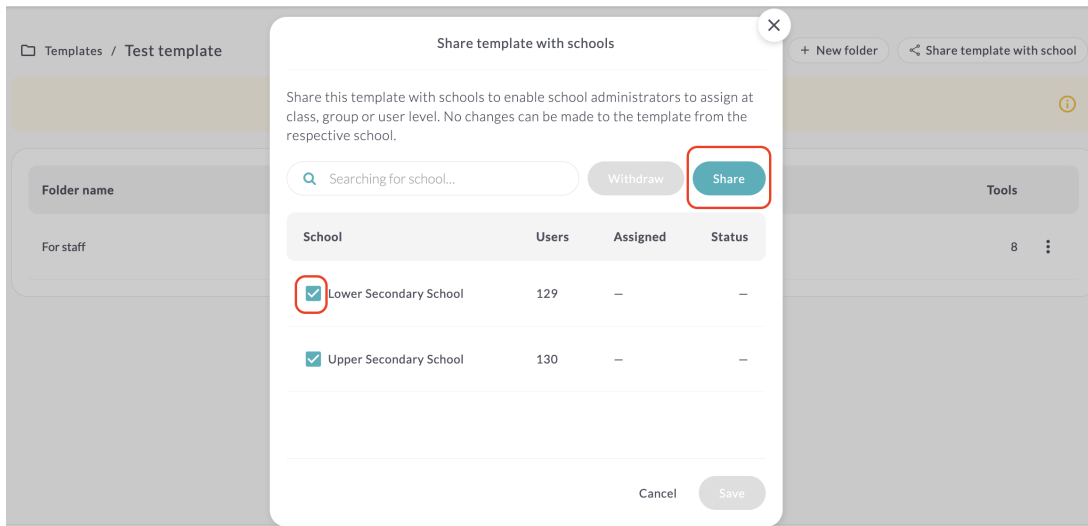 Share template with schools
Templates / Test template
+ New folder
Share template with school
Share this template with schools to enable school administrators to assign at
class, group or user level. No changes can be made to the template from the
respective school.
Searching for school...
Withdraw
Share
Folder name
Tools
School Users Assigned Status
For staff
8
Lower Secondary School 129 – –
Upper Secondary School 130 – –
Cancel
Save